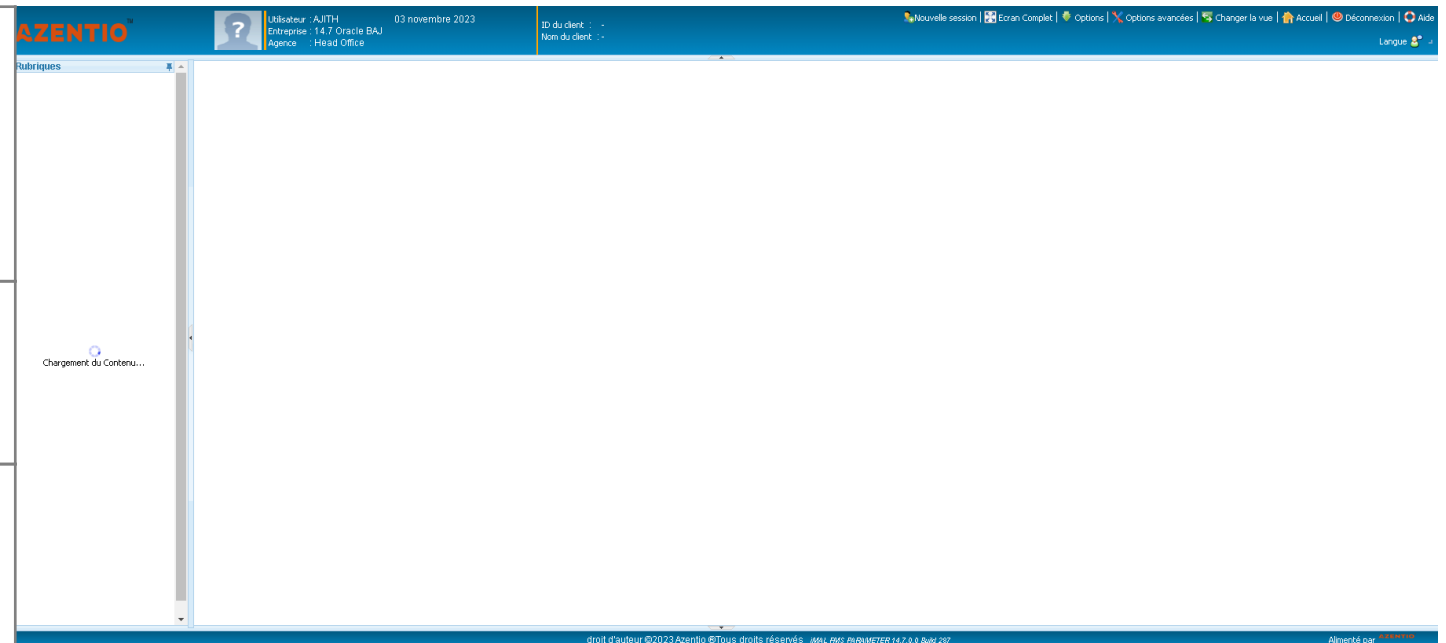 AZENTIO™
Utilisateur : AJITH 03 novembre 2023
Entreprise : 14.7 Oracle BAJ
Agence : Head Office
ID du client : -
Nom du client : -
Nouvelle session | Ecran Complet | Options | Options avancées | Changer la vue | Accueil | Déconnexion | Aide
Langue
Rubriques
Chargement du Contenu...
droit d'auteur ©2023 Azentio ®Tous droits réservés IMAL FMS PARAMETER 14.7.0.0 Build 297
Alimenté par AZENTIO